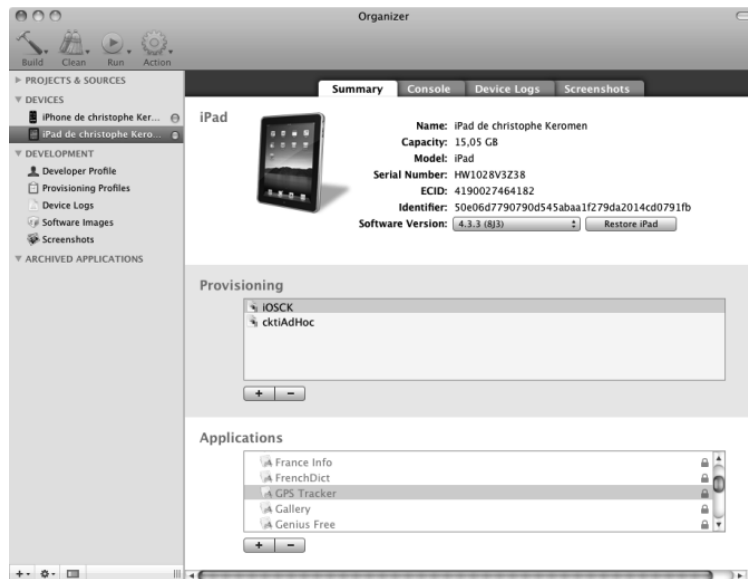 Organizer
Build Clean Run Action
PROJECTS & SOURCES
DEVICES
iPhone de christophe Ker...
iPad de christophe Kero...
DEVELOPMENT
Developer Profile
Provisioning Profiles
Device Logs
Software Images
Screenshots
ARCHIVED APPLICATIONS
Summary Console Device Logs Screenshots
iPad
Name: iPad de christophe Keromen
Capacity: 15,05 GB
Model: iPad
Serial Number: HW1028V3Z38
ECID: 4190027464182
Identifier: 50e06d7790790d545abaa1f279da2014cd0791fb
Software Version: 4.3.3 (8J3) Restore iPad
Provisioning
iOSCK
cktiAdHoc
+ −
Applications
France Info
FrenchDict
GPS Tracker
Gallery
Genius Free
+ −